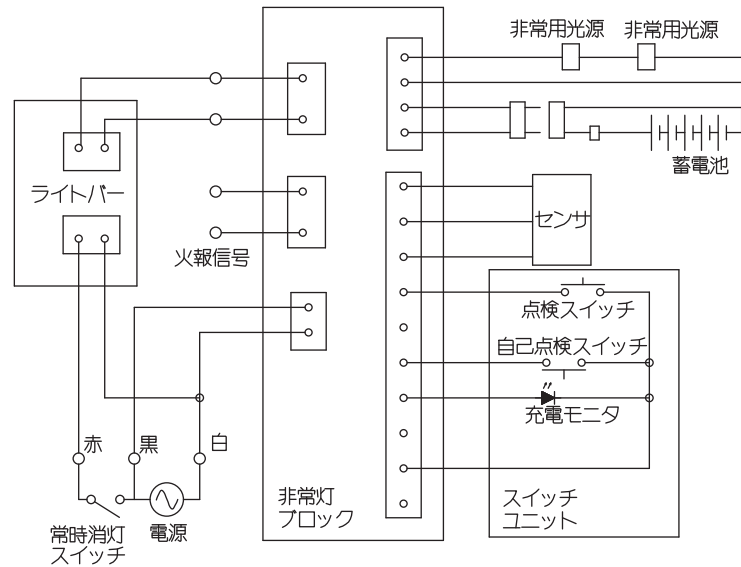 非常用光源 非常用光源
蓄電池
ライトバー
センサ
火報信号
点検スイッチ
自己点検スイッチ
充電モニタ
赤 黒 白
非常灯
ブロック
スイッチ
ユニット
常時消灯
スイッチ
電源